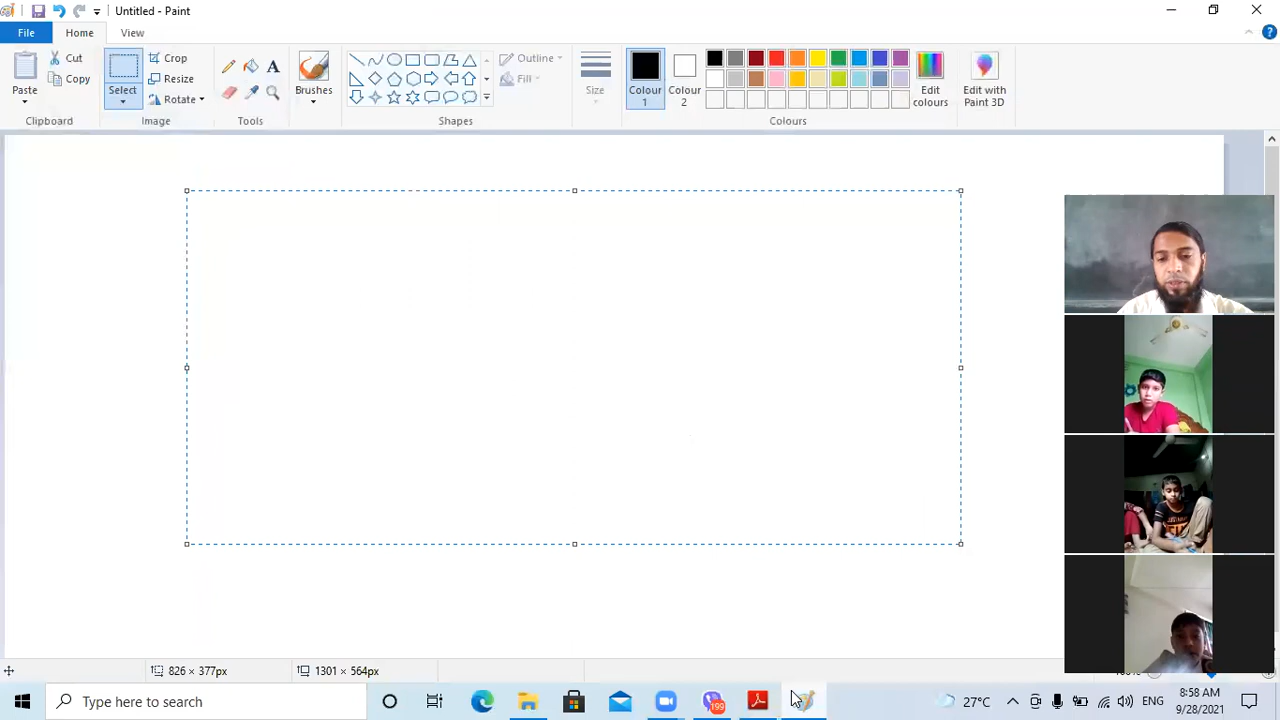 Untitled - Paint
File Home View
Paste
Cut
Copy
Clipboard
Select
Crop
Resize
Rotate
Image
A
Tools
Brushes
Outline
Fill
Shapes
Size
Colour 1
Colour 2
Edit colours
Edit with Paint 3D
Colours
826 × 377px
1301 × 564px
Type here to search
199
27°C
ENG
8:58 AM
9/28/2021